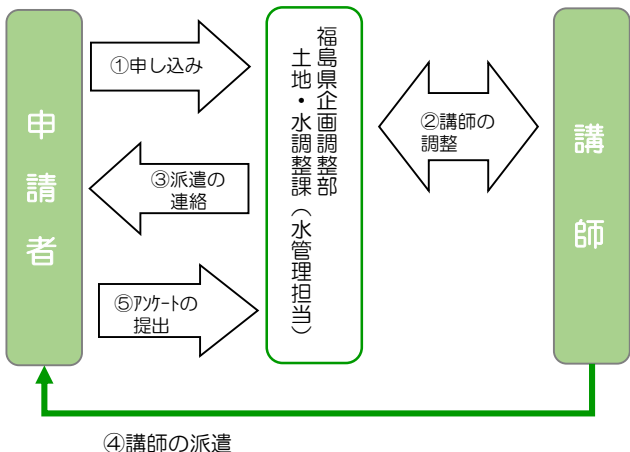 申請者
①申し込み
③派遣の
連絡
⑤ｱﾝｹｰﾄの
提出
福島県企画調整部
土地・水調整課（水管理担当）
②講師の
調整
講師
④講師の派遣